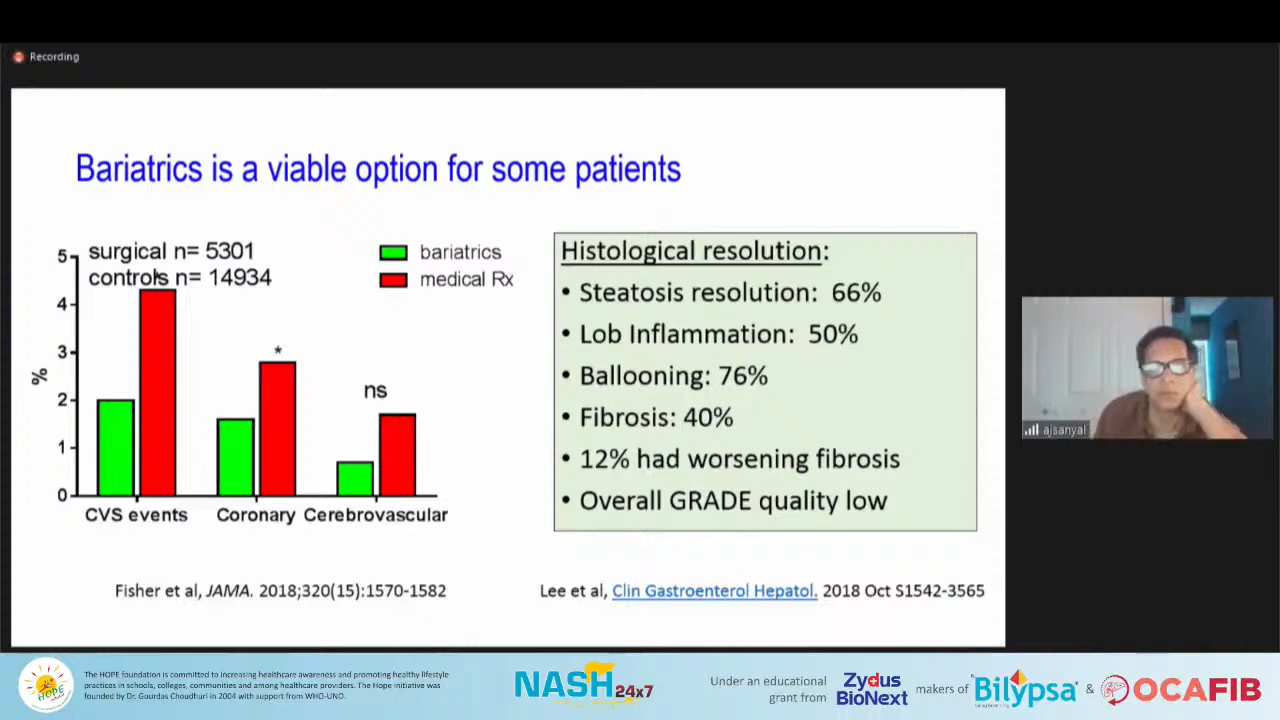 Recording
Bariatrics is a viable option for some patients
surgical n= 5301
controls n= 14934
bariatrics
medical Rx
*
*
ns
%
5
4
3
2
1
0
CVS events
Coronary
Cerebrovascular
Fisher et al, JAMA. 2018;320(15):1570-1582
Histological resolution:
• Steatosis resolution: 66%
• Lob Inflammation: 50%
• Ballooning: 76%
• Fibrosis: 40%
• 12% had worsening fibrosis
• Overall GRADE quality low
Lee et al, Clin Gastroenterol Hepatol. 2018 Oct S1542-3565
ajsanyal
HOPE
The HOPE foundation is committed to increasing healthcare awareness and promoting healthy lifestyle
practices in schools, colleges, communities and among healthcare providers. The Hope initiative was
founded by Dr. Gourdas Choudhuri in 2004 with support from WHO-UNO.
NASH 24x7
Under an educational
grant from
Zydus
BioNext
makers of
Bilypsa
& OCAFIB